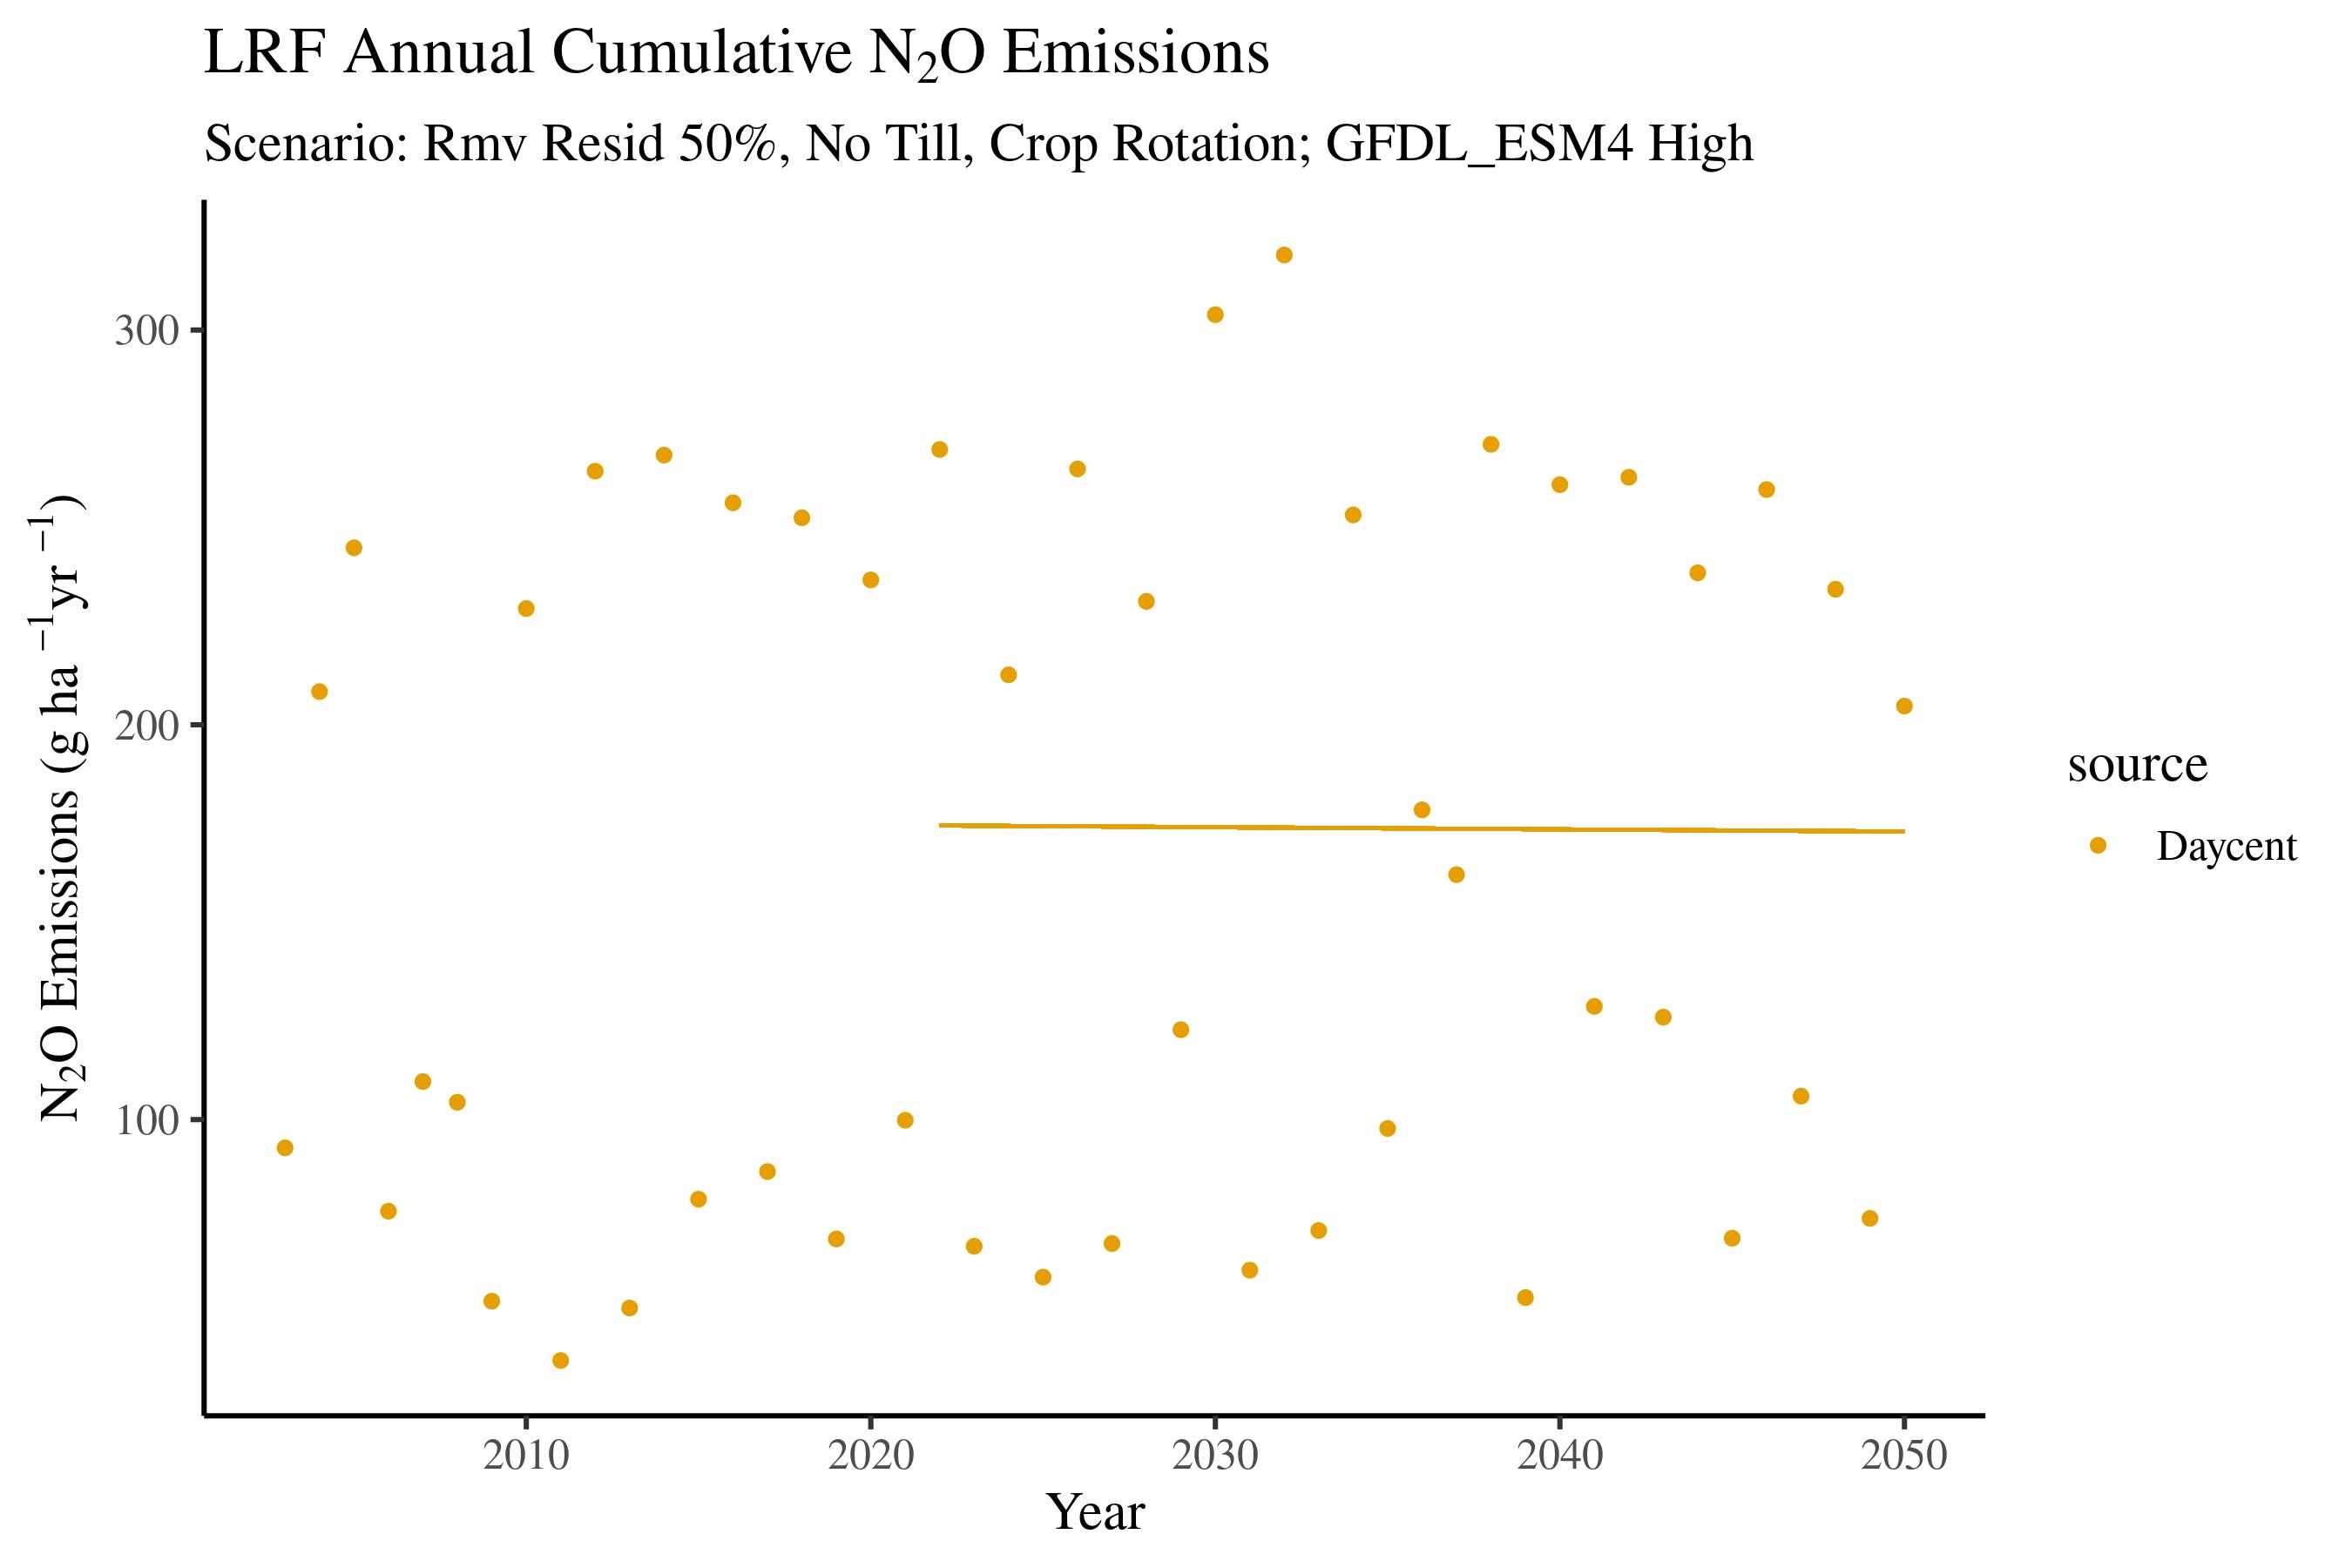 LRF Annual Cumulative N₂O Emissions
Scenario: Rmv Resid 50%, No Till, Crop Rotation; GFDL_ESM4 High
N₂O Emissions (g ha⁻¹yr⁻¹)
300
200
100
2010 2020 2030 2040 2050
Year
source
Daycent